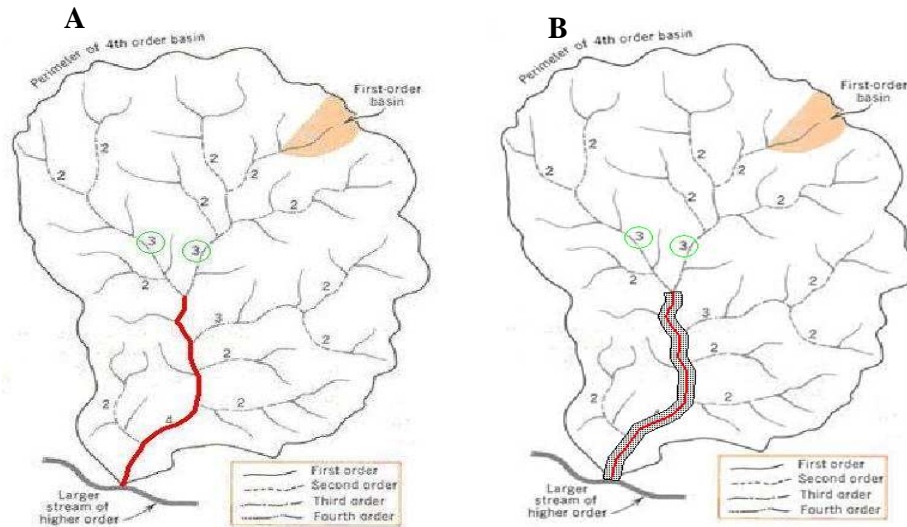 A
Perimeter of 4th order basin
First-order
basin
2
2
2
2
2
2
3
3
2
3
2
2
2
4
Larger
stream of
higher order
First order
Second order
Third order
Fourth order
B
Perimeter of 4th order basin
First-order
basin
2
2
2
2
2
2
3
3
2
3
2
2
2
Larger
stream of
higher order
First order
Second order
Third order
Fourth order